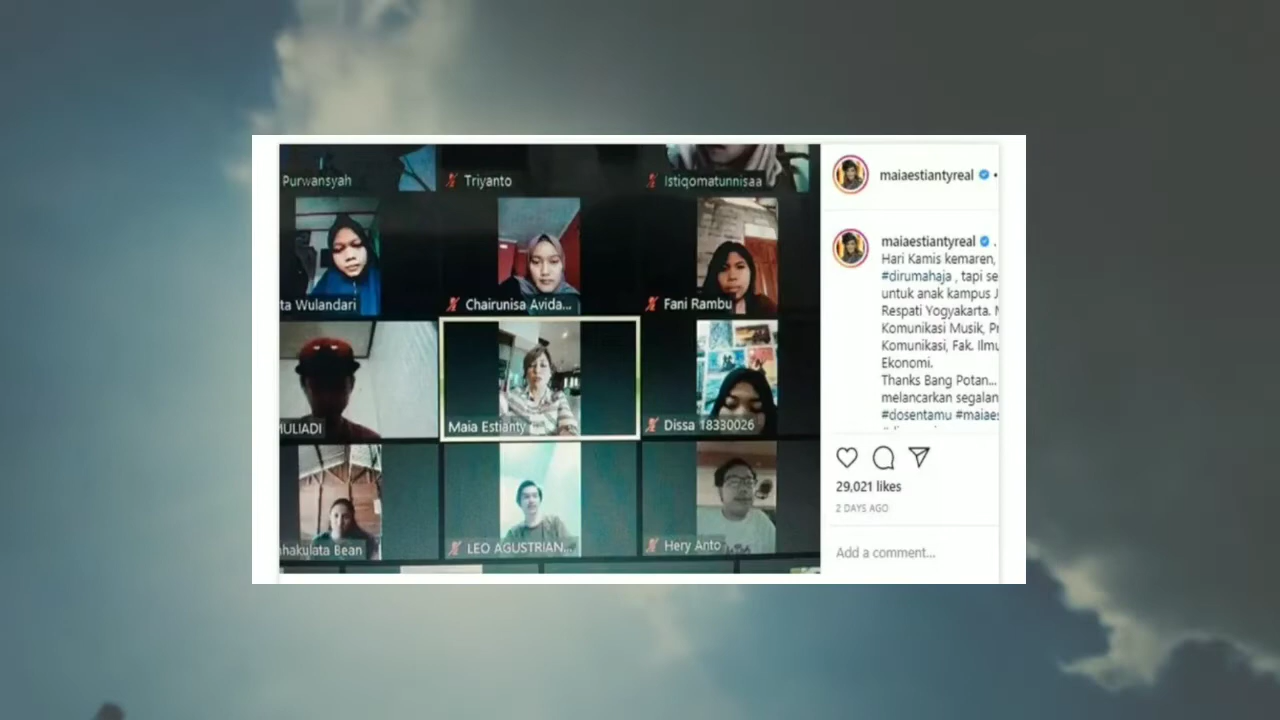 Purwansyah
Triyanto
Istiqomatunnisaa
ta Wulandari
Chairunisa Avida...
Fani Rambu
MULIADI
Maia Estianty
Dissa 18330026
hakulata Bean
LEO AGUSTRIAN...
Hery Anto
maiaestiantyreal •
maiaestiantyreal .
Hari Kamis kemaren,
#dirumahaja , tapi se
untuk anak kampus J
Respati Yogyakarta. M
Komunikasi Musik, Pr
Komunikasi, Fak. Ilmu
Ekonomi.
Thanks Bang Potan...
melancarkan segalan
#dosentamu #maiaes
29,021 likes
2 DAYS AGO
Add a comment...